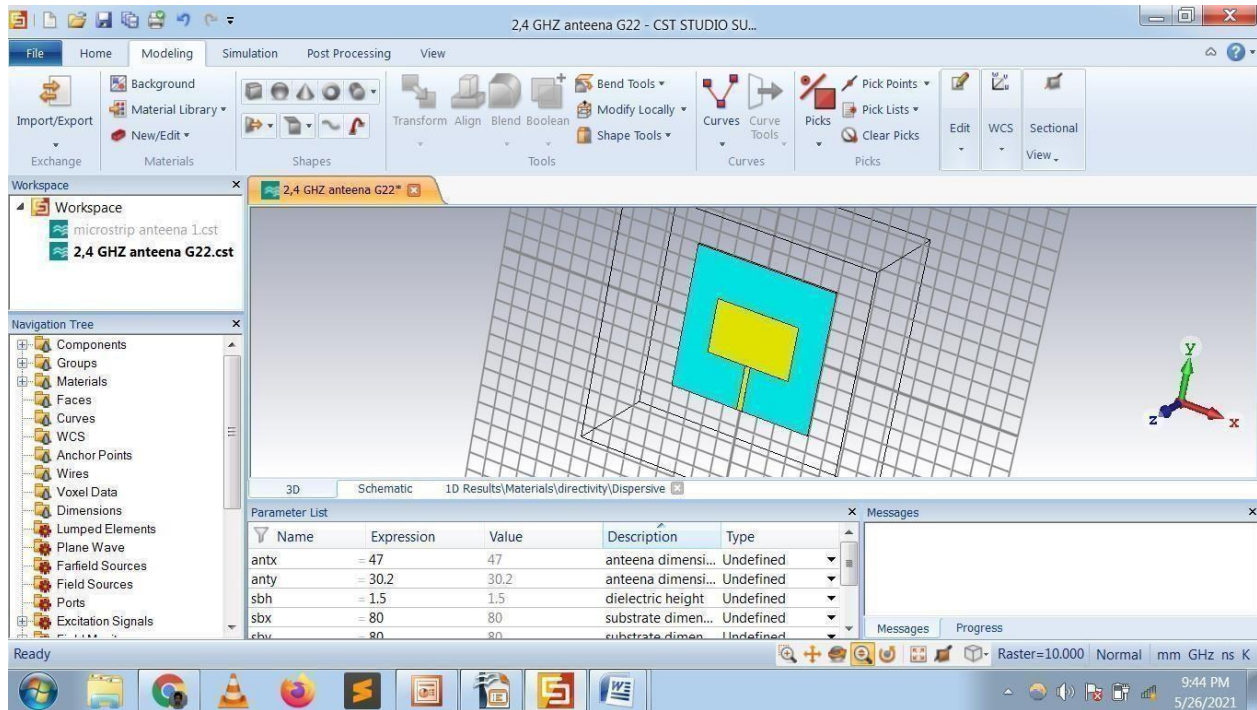 2,4 GHZ anteena G22 - CST STUDIO SU...
File Home Modeling Simulation Post Processing View
Import/Export
Background
Material Library
New/Edit
Transform Align Blend Boolean
Bend Tools
Modify Locally
Shape Tools
Curves Curve Tools
Picks
Pick Points
Pick Lists
Clear Picks
Edit WCS Sectional View
Exchange Materials Shapes Tools Curves Picks
Workspace
2,4 GHZ anteena G22*
Workspace
microstrip anteena 1.cst
2,4 GHZ anteena G22.cst
Navigation Tree
Components
Groups
Materials
Faces
Curves
WCS
Anchor Points
Wires
Voxel Data
Dimensions
Lumped Elements
Plane Wave
Farfield Sources
Field Sources
Ports
Excitation Signals
y
z
x
3D Schematic 1D Results\Materials\directivity\Dispersive
Parameter List
Name Expression Value Description Type
antx = 47 47 anteena dimensi... Undefined
anty = 30.2 30.2 anteena dimensi... Undefined
sbh = 1.5 1.5 dielectric height Undefined
sbx = 80 80 substrate dimen... Undefined
sby = 80 80 substrate dimen Undefined
Messages
Messages Progress
Ready
Raster=10.000 Normal mm GHz ns K
9:44 PM
5/26/2021